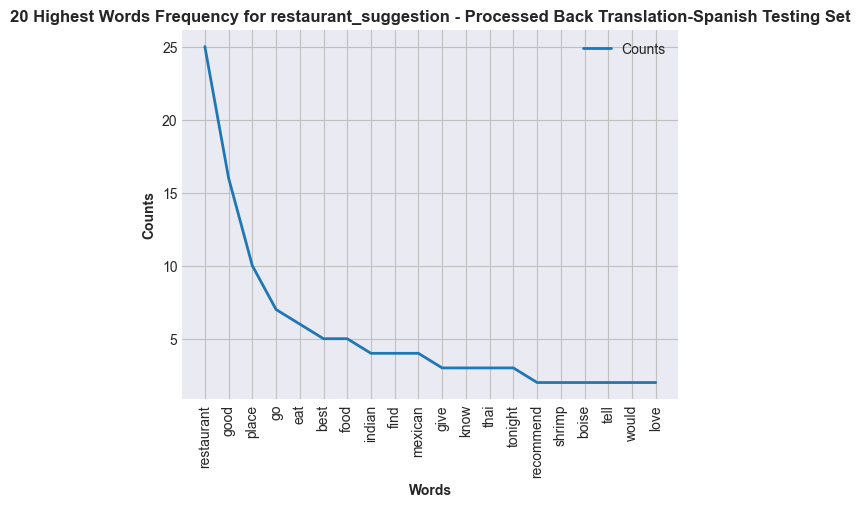 20 Highest Words Frequency for restaurant_suggestion - Processed Back Translation-Spanish Testing Set
Counts
25
20
15
10
5
Counts
restaurant
good
place
go
eat
best
food
indian
find
mexican
give
know
thai
tonight
recommend
shrimp
boise
tell
would
love
Words